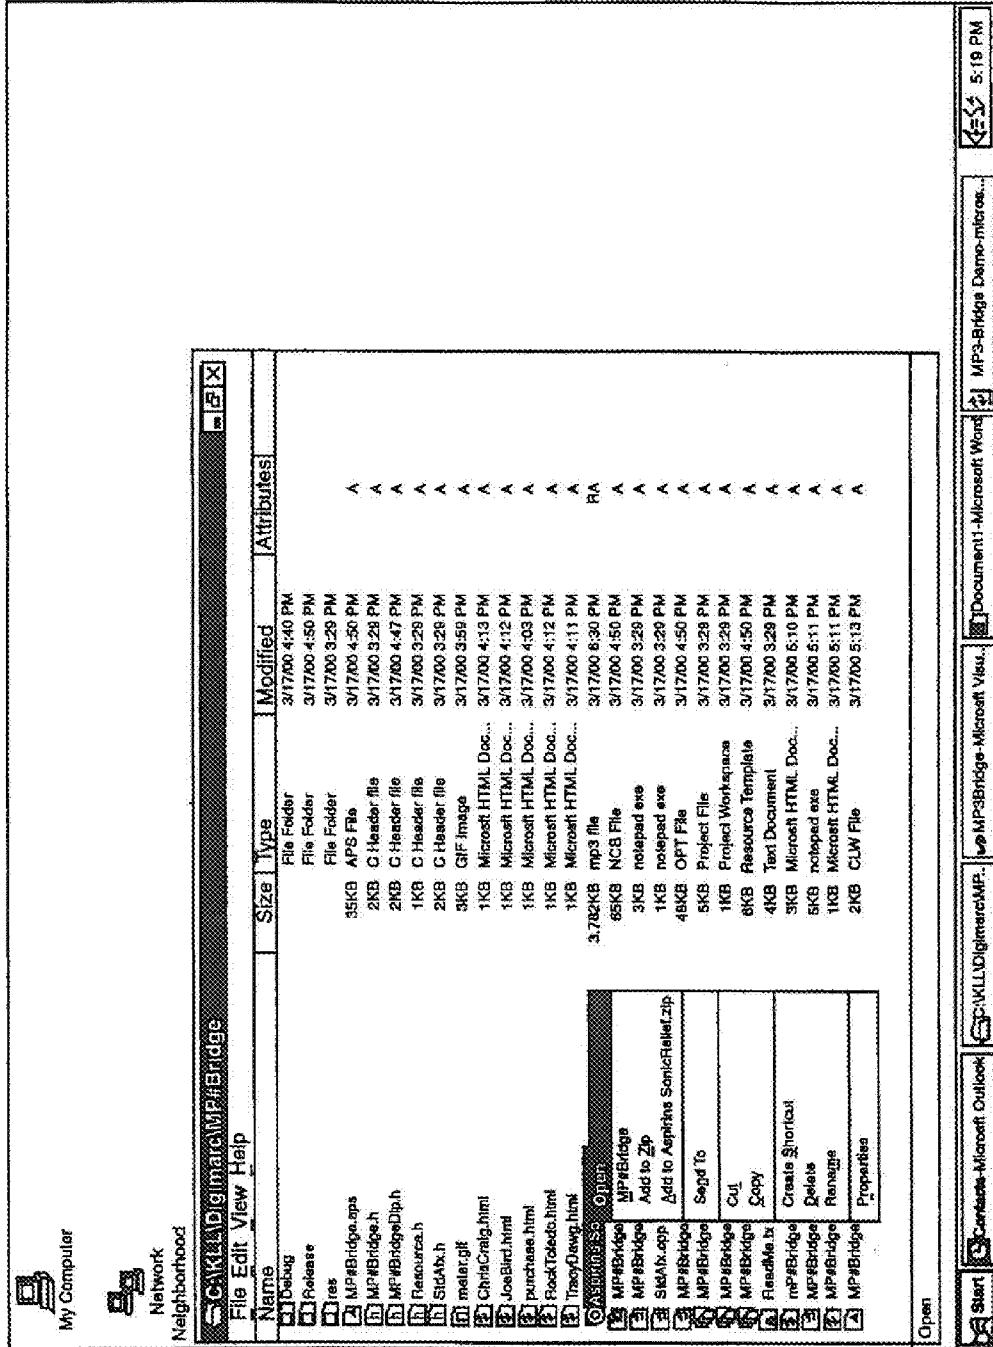 My Computer
Network
Neighborhood
C:\KLL\Digimarc\MP#Bridge
File Edit View Help
Name Size Type Modified Attributes
Debug File Folder 3/17/00 4:40 PM
Release File Folder 3/17/00 4:50 PM
res File Folder 3/17/00 3:29 PM
MP#Bridge.aps 35KB APS File 3/17/00 4:50 PM A
MP#Bridge.h 2KB C Header file 3/17/00 3:29 PM A
MP#BridgeDlp.h 2KB C Header file 3/17/00 4:47 PM A
Resource.h 1KB C Header file 3/17/00 3:29 PM A
StdAfx.h 2KB C Header file 3/17/00 3:29 PM A
meter.gif 3KB GIF Image 3/17/00 3:59 PM A
ChrisCraig.html 1KB Microsft HTML Doc... 3/17/00 4:13 PM A
JoeBird.html 1KB Microsft HTML Doc... 3/17/00 4:12 PM A
purchase.html 1KB Microsft HTML Doc... 3/17/00 4:03 PM A
RockToledo.html 1KB Microsft HTML Doc... 3/17/00 4:12 PM A
TracyDawg.html 1KB Microsft HTML Doc... 3/17/00 4:11 PM A
Open 3.782KB mp3 file 3/17/00 6:30 PM RA
MP#Bridge 65KB NCB File 3/17/00 4:50 PM A
MP#Bridge 3KB notepad exe 3/17/00 3:29 PM A
StdAfx.cpp 1KB notepad exe 3/17/00 3:29 PM A
MP#Bridge 48KB OPT File 3/17/00 4:50 PM A
MP#Bridge 5KB Project File 3/17/00 3:29 PM A
MP#Bridge 1KB Project Workspace 3/17/00 3:29 PM A
MP#Bridge 6KB Resource Template 3/17/00 4:50 PM A
ReadMe.tx 4KB Text Document 3/17/00 3:29 PM A
mP#Bridge 3KB Microsft HTML Doc... 3/17/00 5:10 PM A
MP#Bridge 5KB notepad exe 3/17/00 5:11 PM A
MP#Bridge 1KB Microsft HTML Doc... 3/17/00 5:11 PM A
MP#Bridge 2KB CLW File 3/17/00 5:13 PM A
MP#Bridge
Add to Zip
Add to Aspirins SonicRelief.zip
Send To
Cut
Copy
Create Shortcut
Delete
Rename
Properties
Open
Start Contacts-Microsft Outlook C:\KLL\Digimarc\MP.. MP3Bridge-Microsft Visu.. Document1-Microsoft Word MP3-Bridge Demo-micros... 5:19 PM